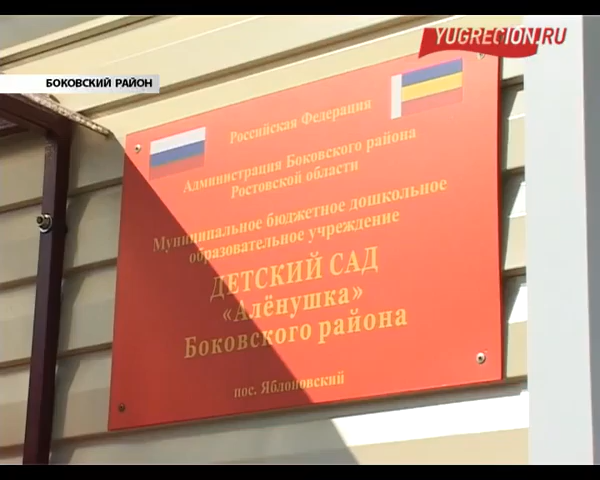 YUGREGION.RU
БОКОВСКИЙ РАЙОН
Российская Федерация
Администрация Боковского района
Ростовской области
Муниципальное бюджетное дошкольное
образовательное учреждение
ДЕТСКИЙ САД
«Алёнушка»
Боковского района
пос. Яблоновский